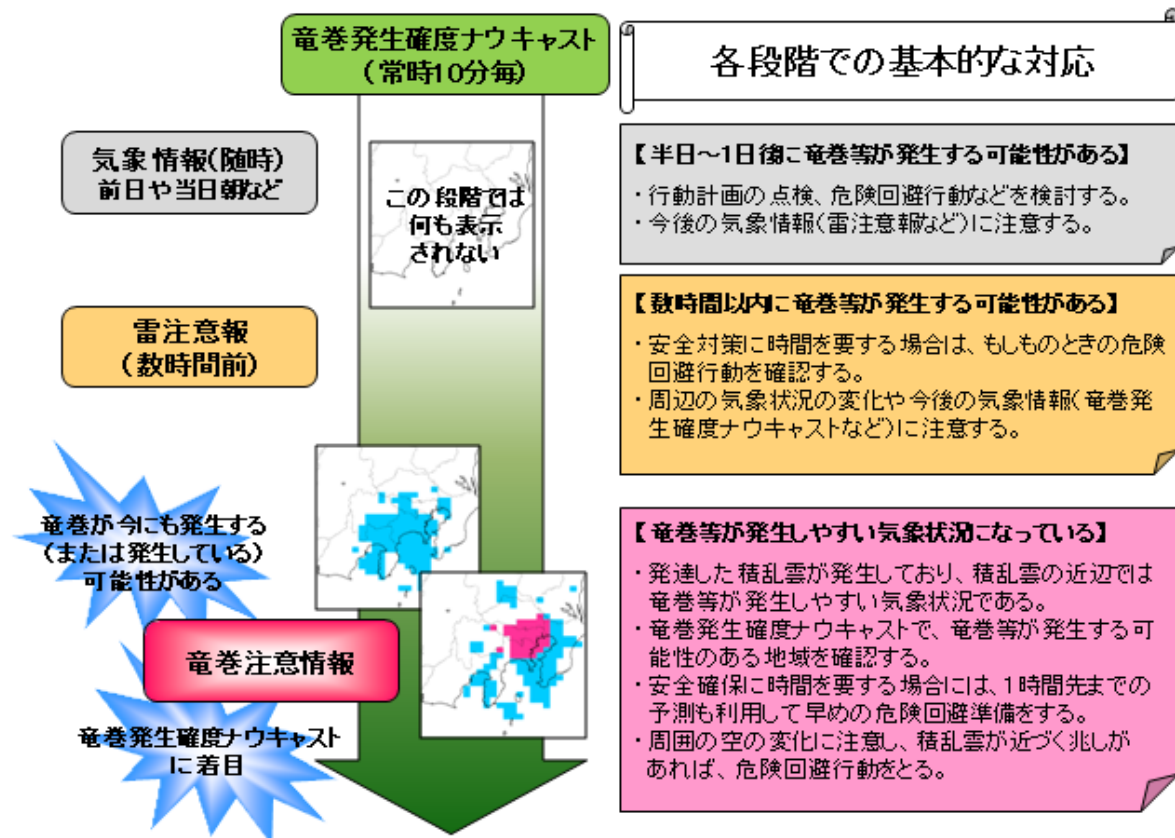 竜巻発生確度ナウキャスト
(常時10分毎)
各段階での基本的な対応
気象情報(随時)
前日や当日朝など
この段階では
何も表示
されない
【半日~1日後に竜巻等が発生する可能性がある】
・行動計画の点検、危険回避行動などを検討する。
・今後の気象情報(雷注意報など)に注意する。
雷注意報
(数時間前)
【数時間以内に竜巻等が発生する可能性がある】
・安全対策に時間を要する場合は、もしものときの危険
回避行動を確認する。
・周辺の気象状況の変化や今後の気象情報(竜巻発
生確度ナウキャストなど)に注意する。
竜巻が今にも発生する
(または発生している)
可能性がある
竜巻注意情報
竜巻発生確度ナウキャスト
に着目
【竜巻等が発生しやすい気象状況になっている】
・発達した積乱雲が発生しており、積乱雲の近辺では
竜巻等が発生しやすい気象状況である。
・竜巻発生確度ナウキャストで、竜巻等が発生する可
能性のある地域を確認する。
・安全確保に時間を要する場合には、1時間先までの
予測も利用して早めの危険回避準備をする。
・周囲の空の変化に注意し、積乱雲が近づく兆しが
あれば、危険回避行動をとる。